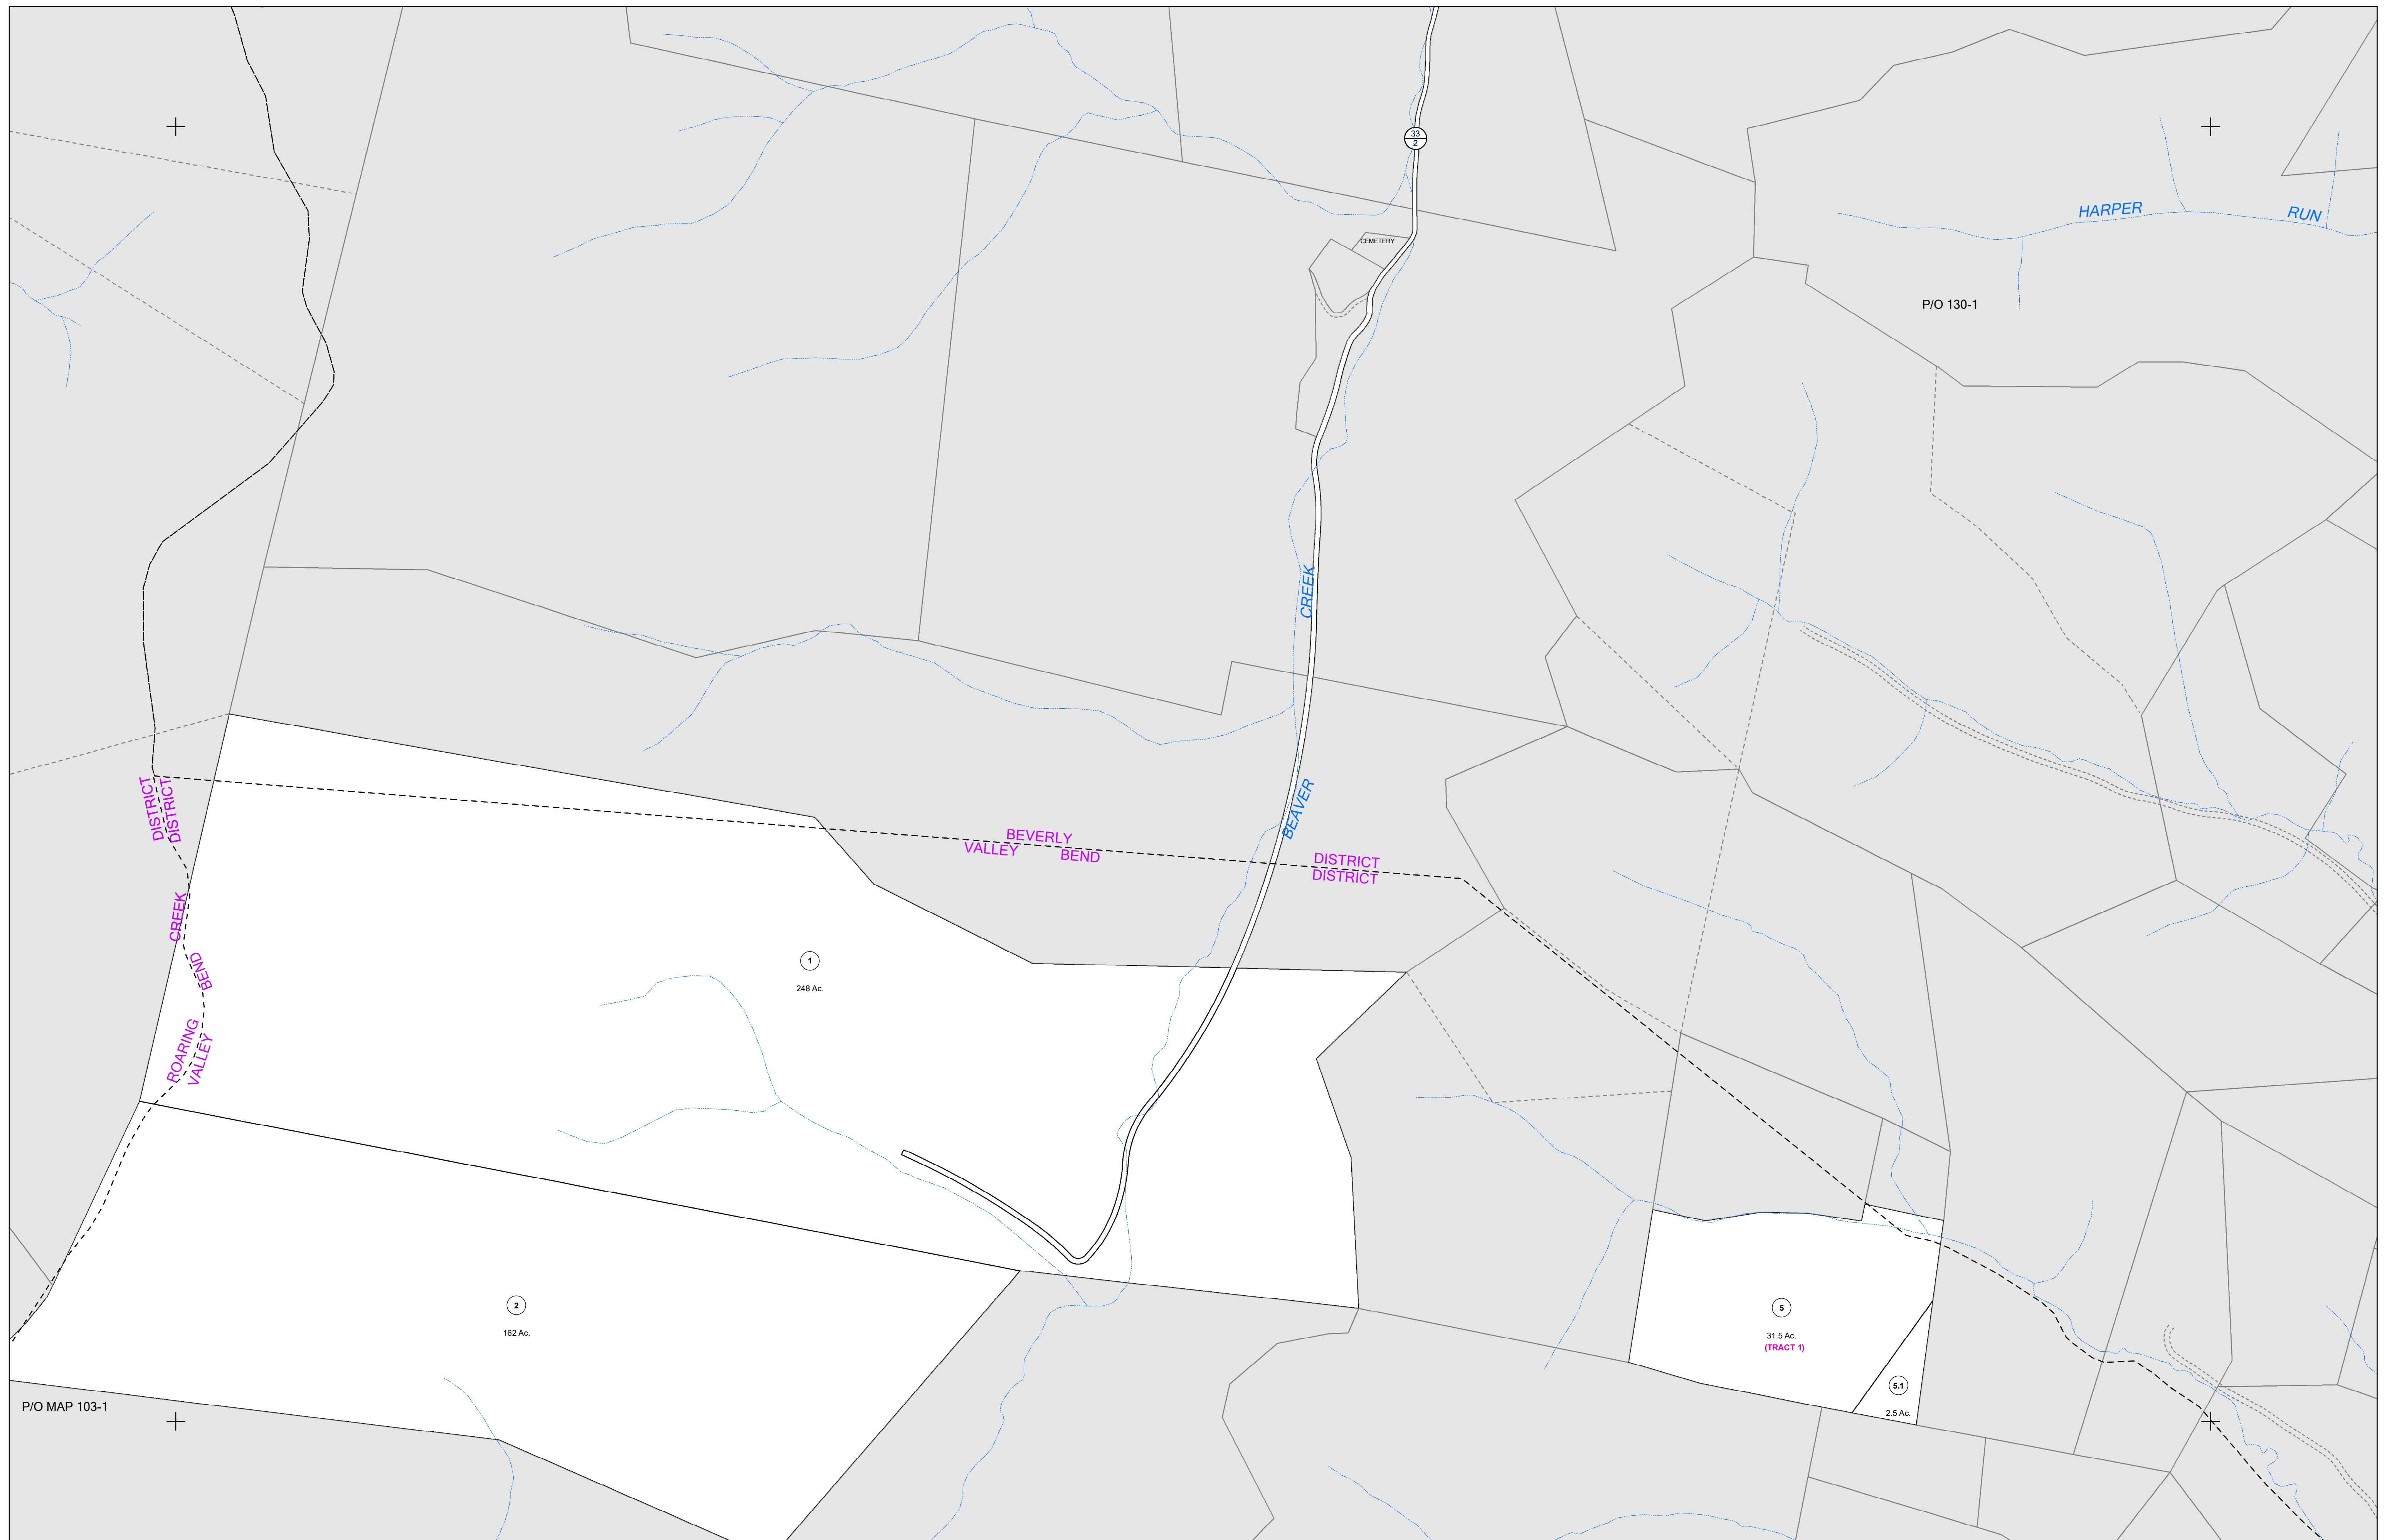 33
2
HARPER RUN
CEMETERY
P/O 130-1
CREEK
BEAVER
DISTRICT
DISTRICT
BEVERLY DISTRICT
VALLEY BEND DISTRICT
CREEK
BEND
ROARING
VALLEY
1
248 Ac.
2
162 Ac.
5
31.5 Ac.
(TRACT 1)
5.1
2.5 Ac.
P/O MAP 103-1